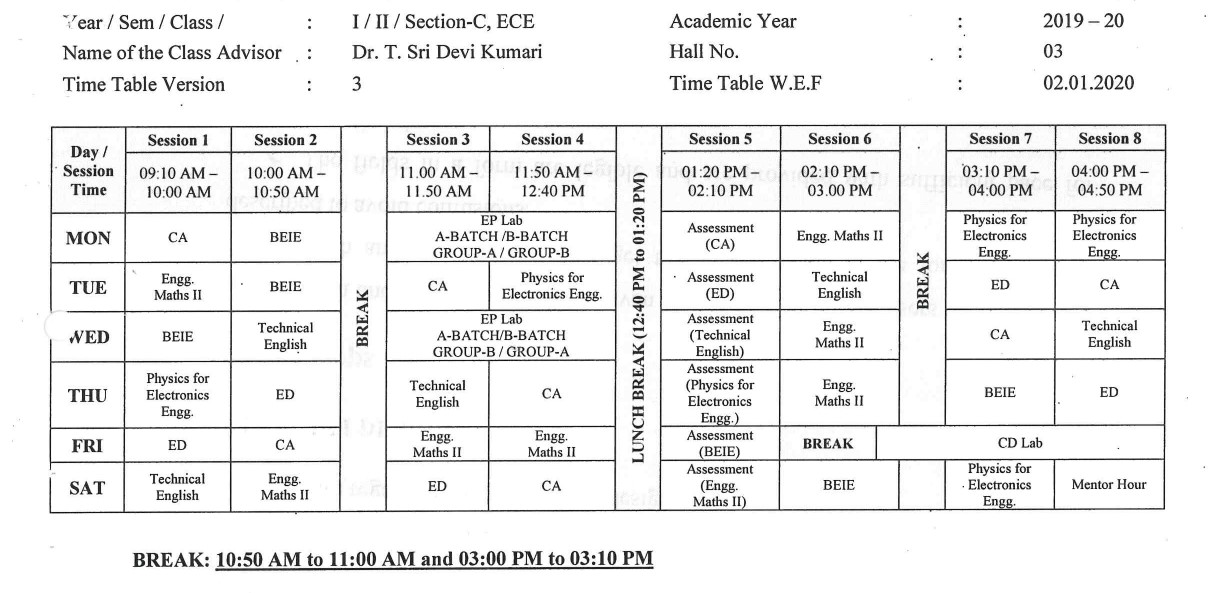 Year / Sem / Class / : I / II / Section-C, ECE Academic Year : 2019 – 20
Name of the Class Advisor : Dr. T. Sri Devi Kumari Hall No. : 03
Time Table Version : 3 Time Table W.E.F : 02.01.2020
Day / Session Time
Session 1 Session 2 BREAK Session 3 Session 4 LUNCH BREAK (12:40 PM to 01:20 PM) Session 5 Session 6 BREAK Session 7 Session 8
09:10 AM – 10:00 AM 10:00 AM – 10:50 AM 11.00 AM – 11.50 AM 11:50 AM – 12:40 PM 01:20 PM – 02:10 PM 02:10 PM – 03.00 PM 03:10 PM – 04:00 PM 04:00 PM – 04:50 PM
MON CA BEIE EP Lab A-BATCH /B-BATCH GROUP-A / GROUP-B Assessment (CA) Engg. Maths II Physics for Electronics Engg. Physics for Electronics Engg.
TUE Engg. Maths II BEIE CA Physics for Electronics Engg. Assessment (ED) Technical English ED CA
WED BEIE Technical English EP Lab A-BATCH/B-BATCH GROUP-B / GROUP-A Assessment (Technical English) Engg. Maths II CA Technical English
THU Physics for Electronics Engg. ED Technical English CA Assessment (Physics for Electronics Engg.) Engg. Maths II BEIE ED
FRI ED CA Engg. Maths II Engg. Maths II Assessment (BEIE) BREAK CD Lab
SAT Technical English Engg. Maths II ED CA Assessment (Engg. Maths II) BEIE Physics for Electronics Engg. Mentor Hour
BREAK: 10:50 AM to 11:00 AM and 03:00 PM to 03:10 PM